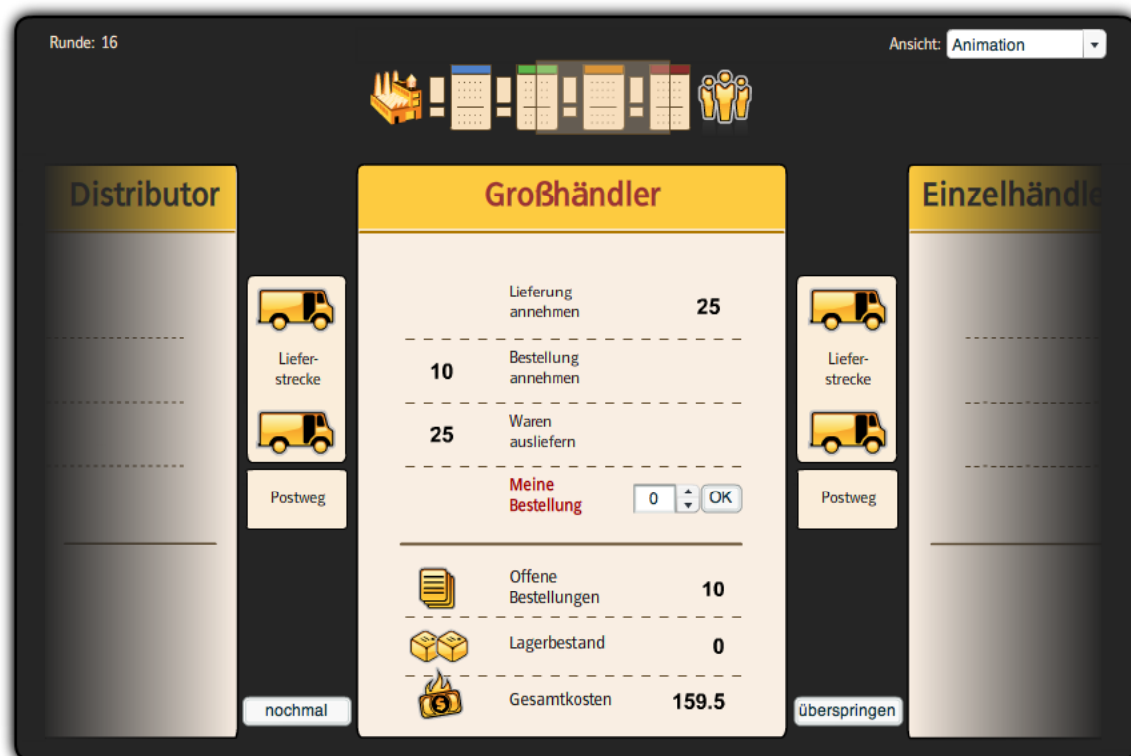 Runde: 16
Ansicht: Animation
Distributor
Großhändler
Einzelhändle
Lieferung
annehmen
25
Liefer-
strecke
10
Bestellung
annehmen
Liefer-
strecke
25
Waren
ausliefern
Postweg
Meine
Bestellung
0
OK
Postweg
Offene
Bestellungen
10
Lagerbestand
0
Gesamtkosten
159.5
nochmal
überspringen